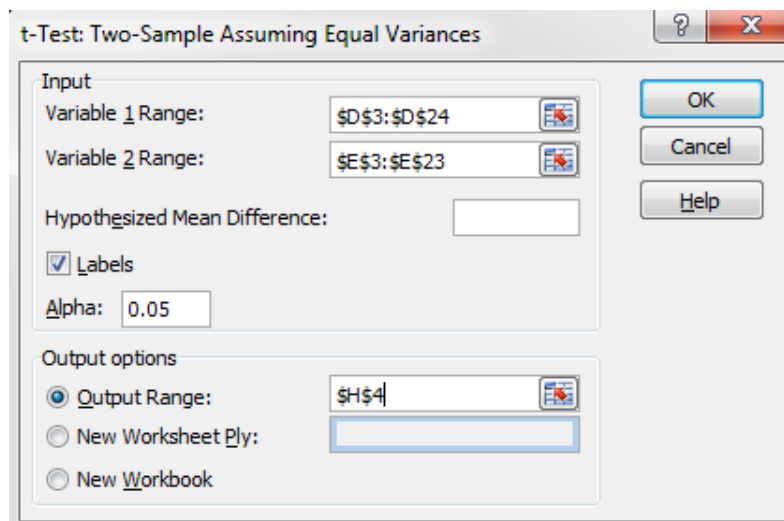 t-Test: Two-Sample Assuming Equal Variances
?
X
Input
Variable 1 Range:
$D$3:$D$24
OK
Variable 2 Range:
$E$3:$E$23
Cancel
Hypothesized Mean Difference:
Help
Labels
Alpha:
0.05
Output options
Output Range:
$H$4
New Worksheet Ply:
New Workbook